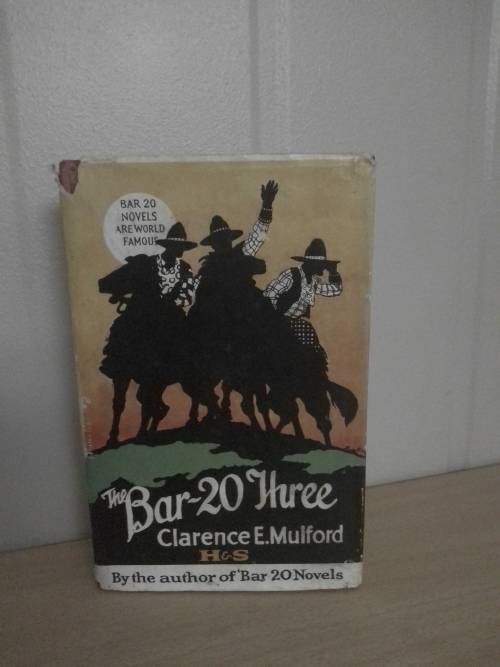 BAR 20
NOVELS
ARE WORLD
FAMOUS
The
Bar-20 Three
Clarence E. Mulford
H&S
By the author of 'Bar 20 Novels